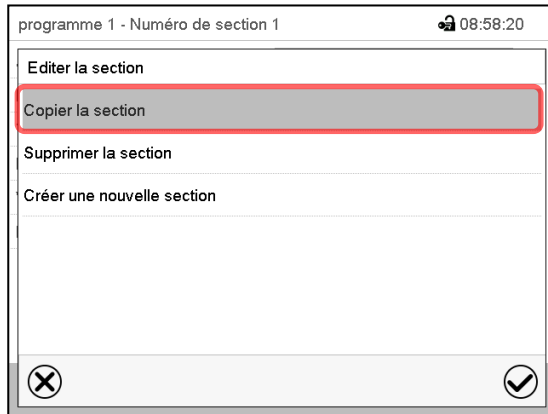 programme 1 - Numéro de section 1 08:58:20
Editer la section
Copier la section
Supprimer la section
Créer une nouvelle section